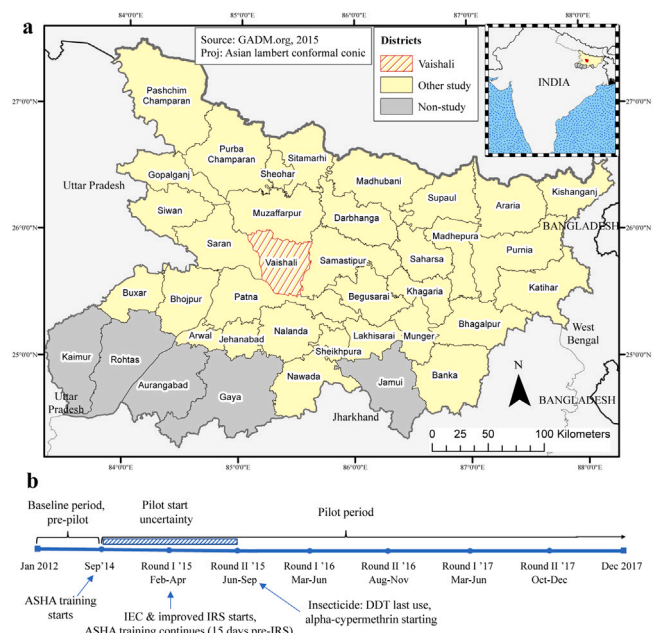 a
84°0'0"E
85°0'0"E
86°0'0"E
87°0'0"E
88°0'0"E
Source: GADM.org, 2015
Proj: Asian lambert conformal conic
Districts
Vaishali
Other study
Non-study
INDIA
27°0'0"N
27°0'0"N
Pashchim
Champaran
Purba
Champaran
Sitamarhi
Sheohar
Gopalganj
Madhubani
Uttar Pradesh
Supaul
Araria
Kishanganj
Siwan
Muzaffarpur
Darbhanga
26°0'0"N
26°0'0"N
BANGLADESH
Madhepura
Saran
Vaishali
Samastipur
Saharsa
Purnia
Buxar
Bhojpur
Patna
Begusarai
Khagaria
Katihar
Arwal
Jehanabad
Nalanda
Lakhisarai
Munger
Bhagalpur
West
Bengal
25°0'0"N
25°0'0"N
Kaimur
Rohtas
Sheikhpura
Aurangabad
Gaya
Nawada
Jamui
Banka
N
Uttar
Pradesh
Jharkhand
BANGLADESH
0 25 50 100 Kilometers
84°0'0"E
85°0'0"E
86°0'0"E
87°0'0"E
88°0'0"E
b
Baseline period,
pre-pilot
Pilot start
uncertainty
Pilot period
Jan 2012
Sep'14
Round I '15
Feb-Apr
Round II '15
Jun-Sep
Round I '16
Mar-Jun
Round II '16
Aug-Nov
Round I '17
Mar-Jun
Round II '17
Oct-Dec
Dec 2017
ASHA training
starts
IEC & improved IRS starts,
ASHA training continues (15 days pre-IRS)
Insecticide: DDT last use,
alpha-cypermethrin starting